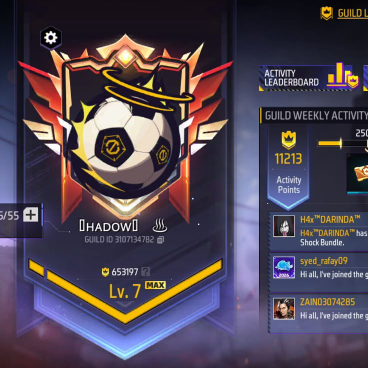 GUILD L
ACTIVITY
LEADERBOARD
GUILD WEEKLY ACTIVITY
250
11213
Activity
Points
5/55 +
▯HADOW▯ ♨
GUILD ID 3107134782
653197
Lv. 7 MAX
H4x™DARINDA™
H4x™DARINDA™ has
Shock Bundle.
syed_rafay09
Hi all, I've joined the g
ZAIN03074285
Hi all, I've joined the g